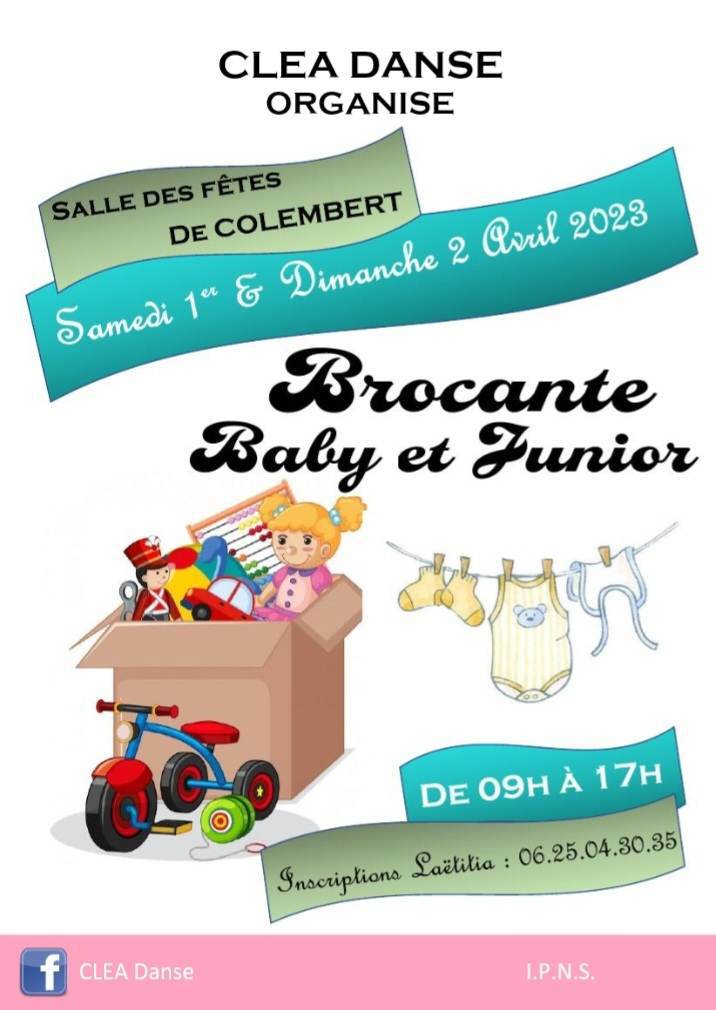 CLEA DANSE
ORGANISE
SALLE DES FÊTES
DE COLEMBERT
Samedi 1er & Dimanche 2 Avril 2023
Brocante
Baby et Junior
DE 09H À 17H
Inscriptions Laëtitia : 06.25.04.30.35
f CLEA Danse I.P.N.S.